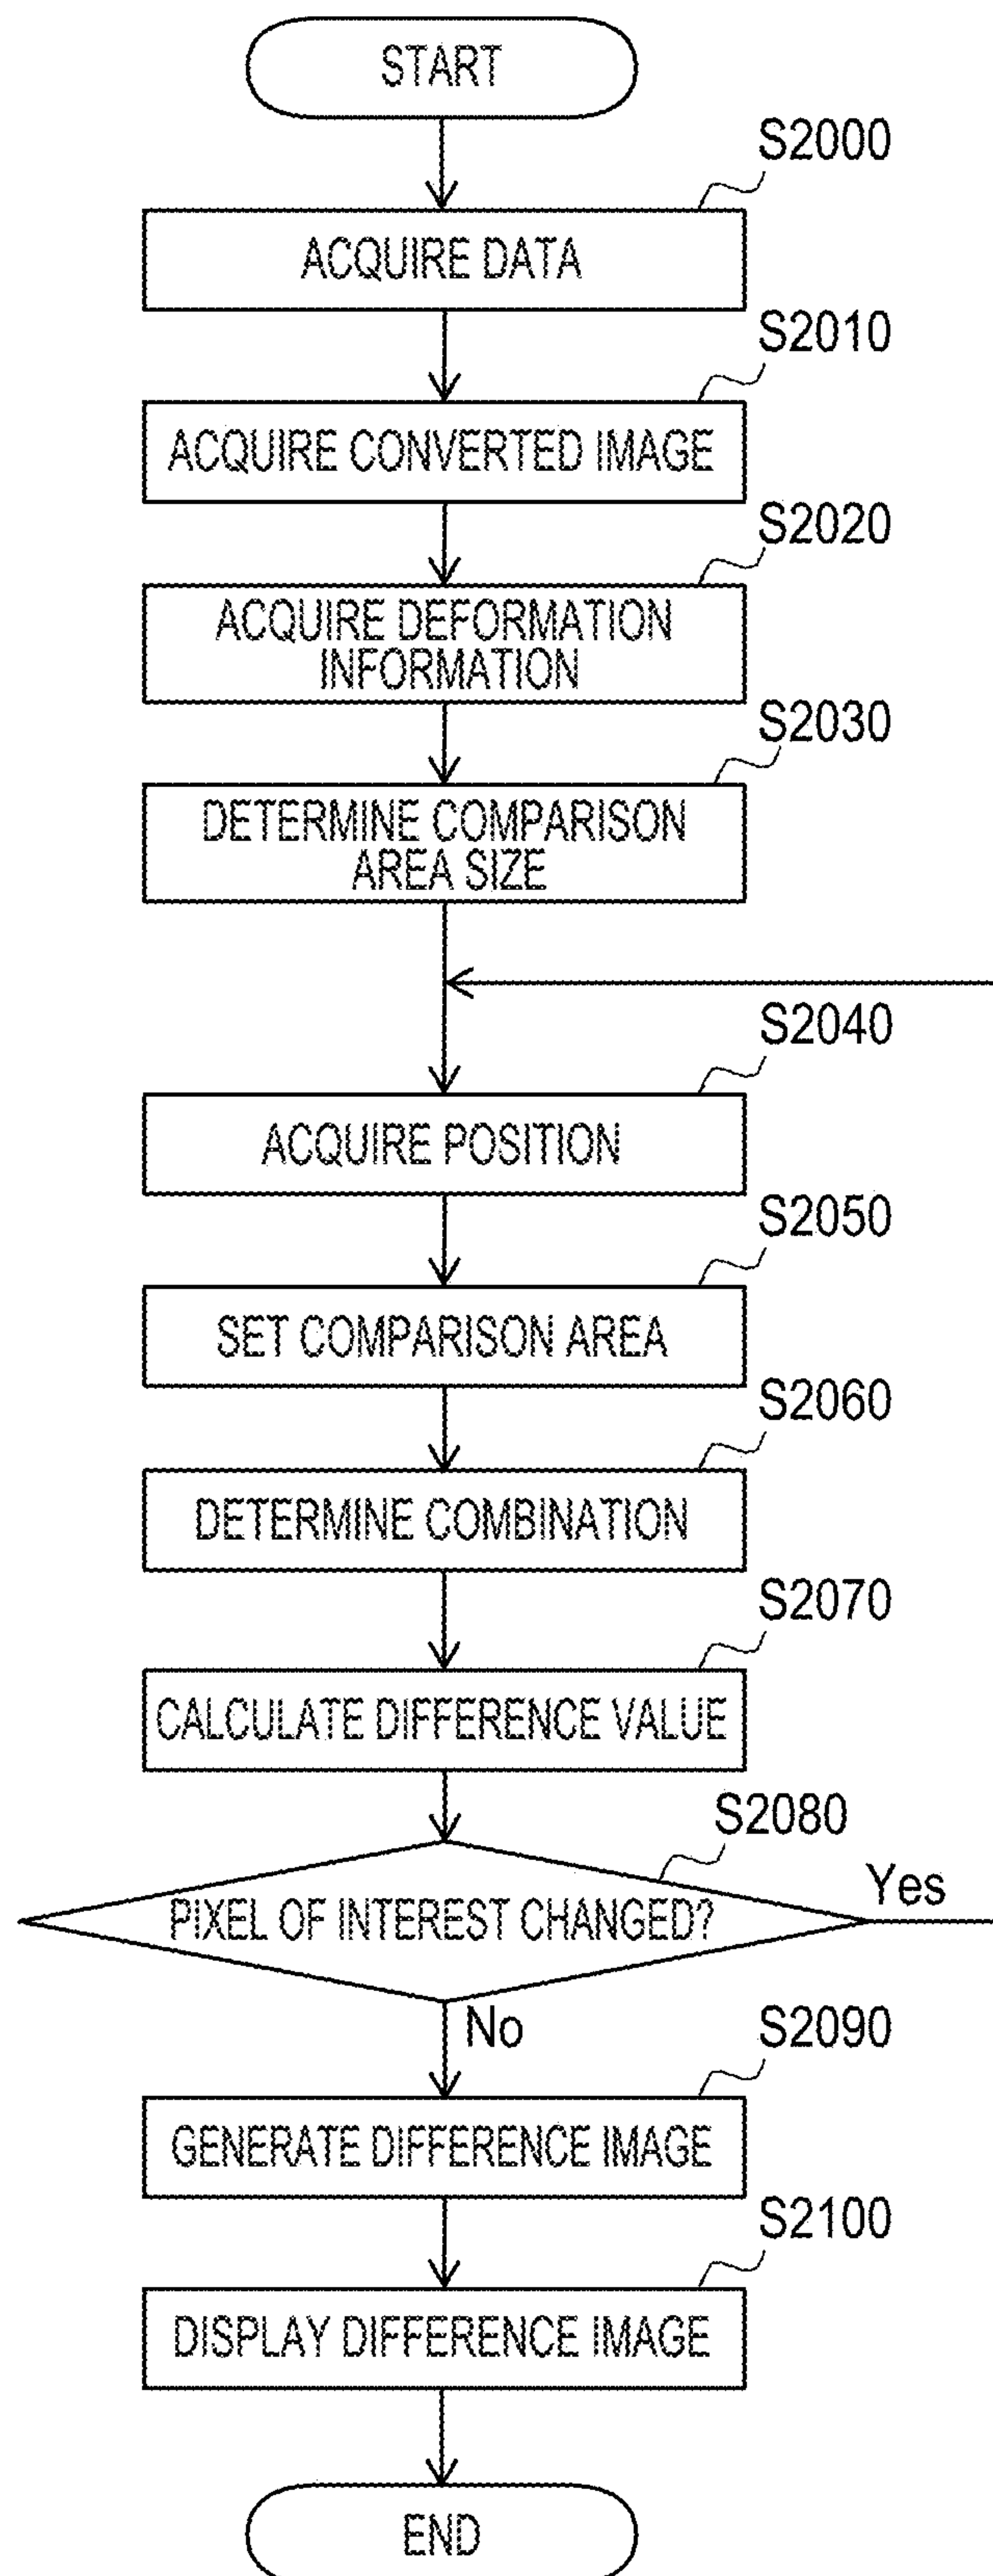 START
S2000
ACQUIRE DATA
S2010
ACQUIRE CONVERTED IMAGE
S2020
ACQUIRE DEFORMATION
INFORMATION
S2030
DETERMINE COMPARISON
AREA SIZE
S2040
ACQUIRE POSITION
S2050
SET COMPARISON AREA
S2060
DETERMINE COMBINATION
S2070
CALCULATE DIFFERENCE VALUE
S2080
PIXEL OF INTEREST CHANGED?
Yes
No
S2090
GENERATE DIFFERENCE IMAGE
S2100
DISPLAY DIFFERENCE IMAGE
END